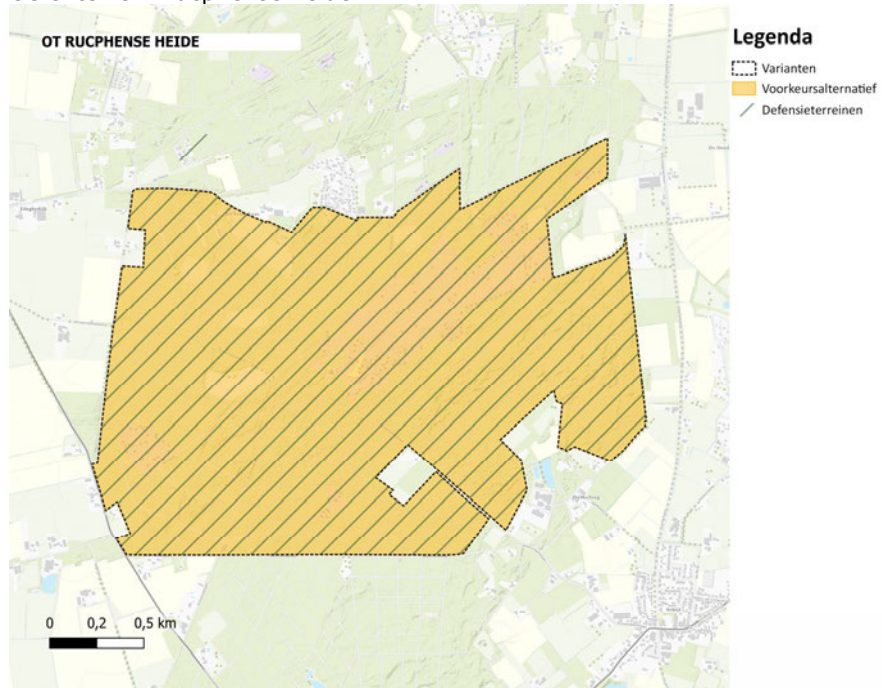 OT RUCPHENSE HEIDE
Legenda
Varianten
Voorkeursalternatief
Defensieterreinen
0 0,2 0,5 km